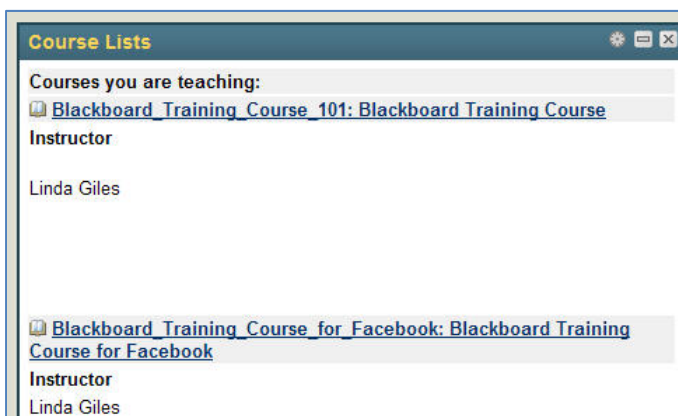 Course Lists
Courses you are teaching:
Blackboard_Training_Course_101: Blackboard Training Course
Instructor
Linda Giles
Blackboard_Training_Course_for_Facebook: Blackboard Training
Course for Facebook
Instructor
Linda Giles